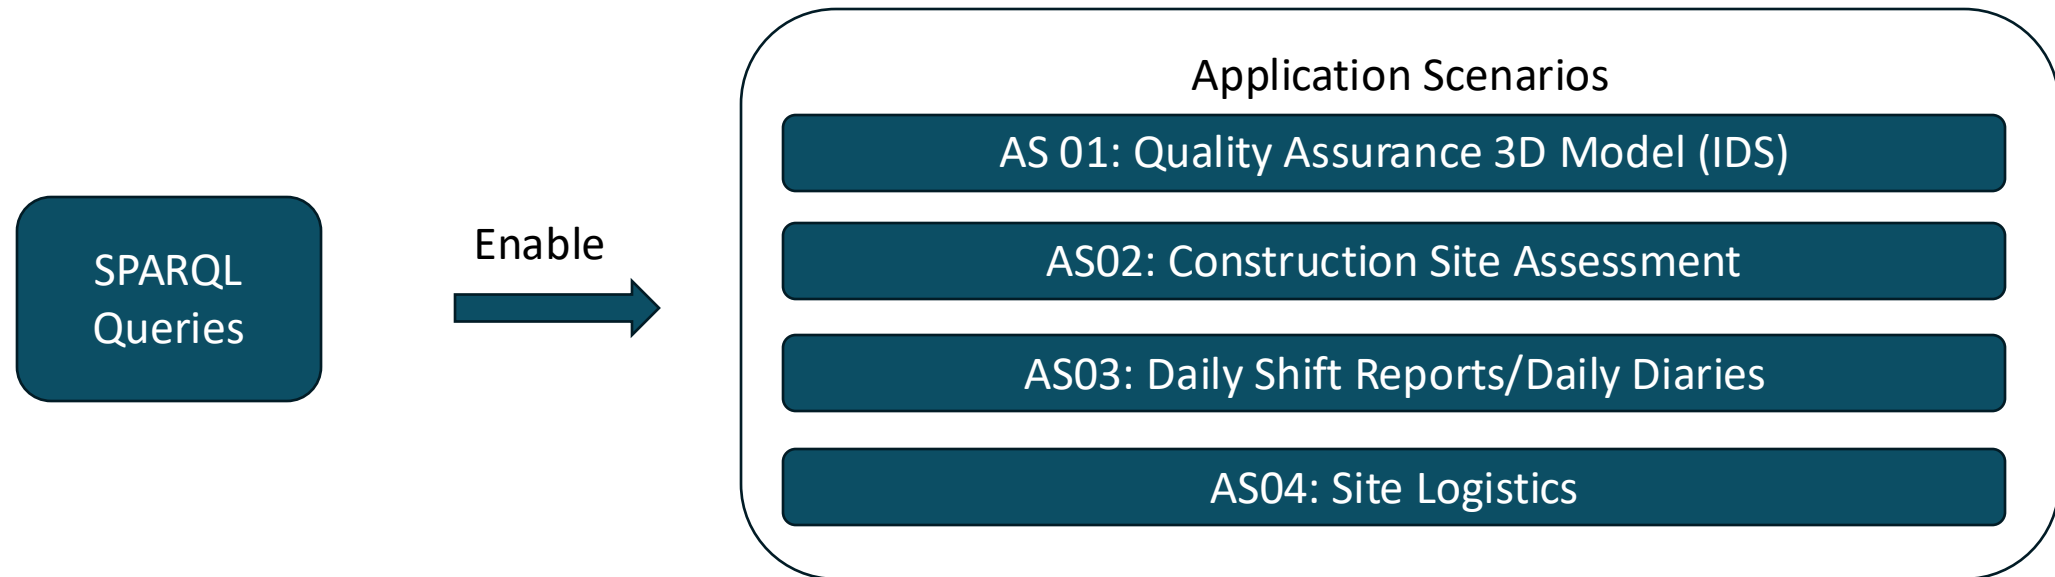 SPARQL
Queries
Enable
Application Scenarios
AS 01: Quality Assurance 3D Model (IDS)
AS02: Construction Site Assessment
AS03: Daily Shift Reports/Daily Diaries
AS04: Site Logistics